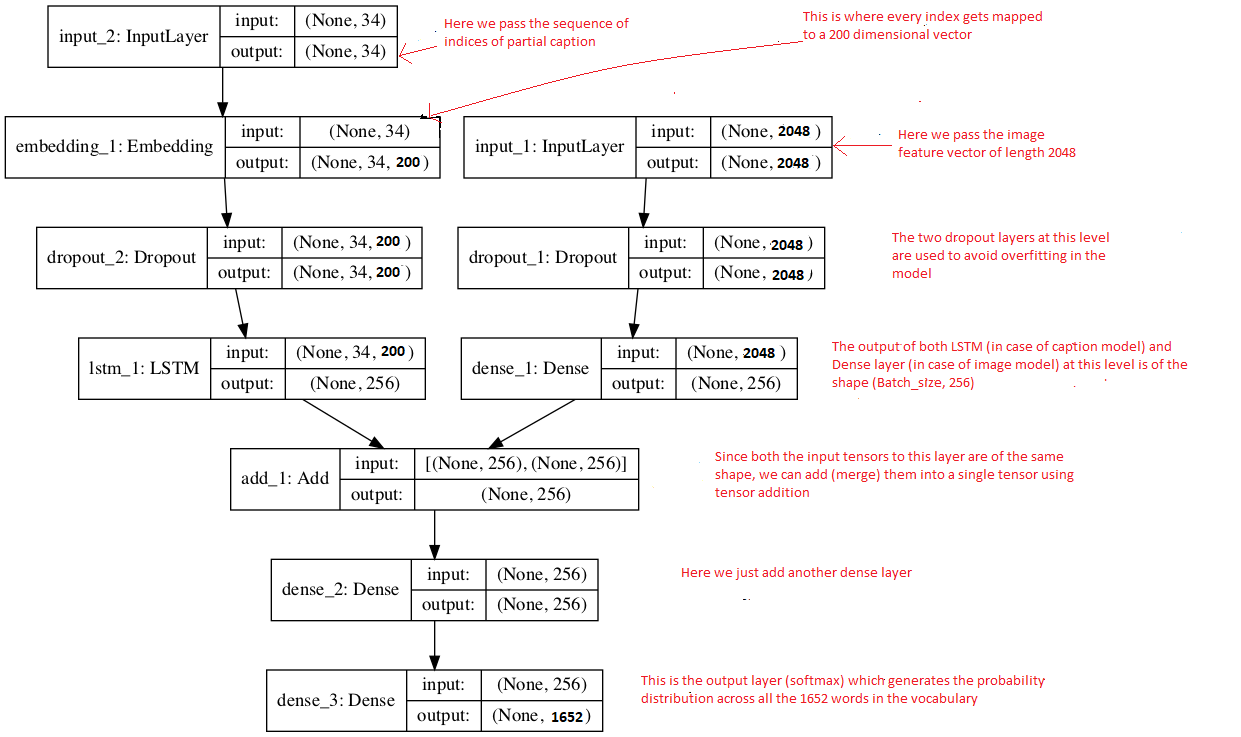 input_2: InputLayer
input: (None, 34)
output: (None, 34)
Here we pass the sequence of
indices of partial caption
This is where every index gets mapped
to a 200 dimensional vector
embedding_1: Embedding
input: (None, 34)
output: (None, 34, 200 )
input_1: InputLayer
input: (None, 2048 )
output: (None, 2048 )
Here we pass the image
feature vector of length 2048
dropout_2: Dropout
input: (None, 34, 200 )
output: (None, 34, 200 )
dropout_1: Dropout
input: (None, 2048 )
output: (None, 2048 )
The two dropout layers at this level
are used to avoid overfitting in the
model
lstm_1: LSTM
input: (None, 34, 200 )
output: (None, 256)
dense_1: Dense
input: (None, 2048 )
output: (None, 256)
The output of both LSTM (in case of caption model) and
Dense layer (in case of image model) at this level is of the
shape (Batch_size, 256)
add_1: Add
input: [(None, 256), (None, 256)]
output: (None, 256)
Since both the input tensors to this layer are of the same
shape, we can add (merge) them into a single tensor using
tensor addition
dense_2: Dense
input: (None, 256)
output: (None, 256)
Here we just add another dense layer
dense_3: Dense
input: (None, 256)
output: (None, 1652 )
This is the output layer (softmax) which generates the probability
distribution across all the 1652 words in the vocabulary